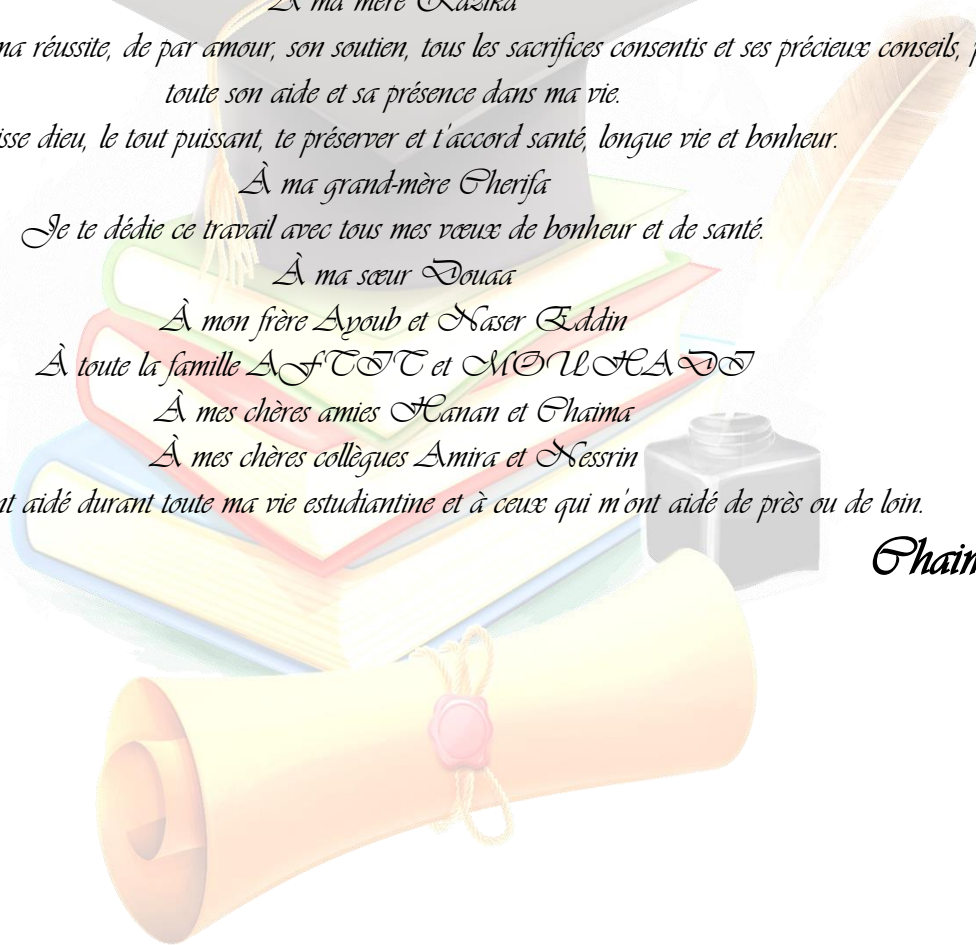 À ma mère Razika
ma réussite, de par amour, son soutien, tous les sacrifices consentis et ses précieux conseils,
toute son aide et sa présence dans ma vie.
isse dieu, le tout puissant, te préserver et t'accord santé, longue vie et bonheur.
À ma grand-mère Cherifa
Je te dédie ce travail avec tous mes vœux de bonheur et de santé.
À ma sœur Douaa
À mon frère Ayoub et Naser Eddin
À toute la famille AFTIT et MOUHADI
À mes chères amies Hanan et Chaima
À mes chères collègues Amira et Nessrin
nt aidé durant toute ma vie estudiantine et à ceux qui m'ont aidé de près ou de loin.
Chaim